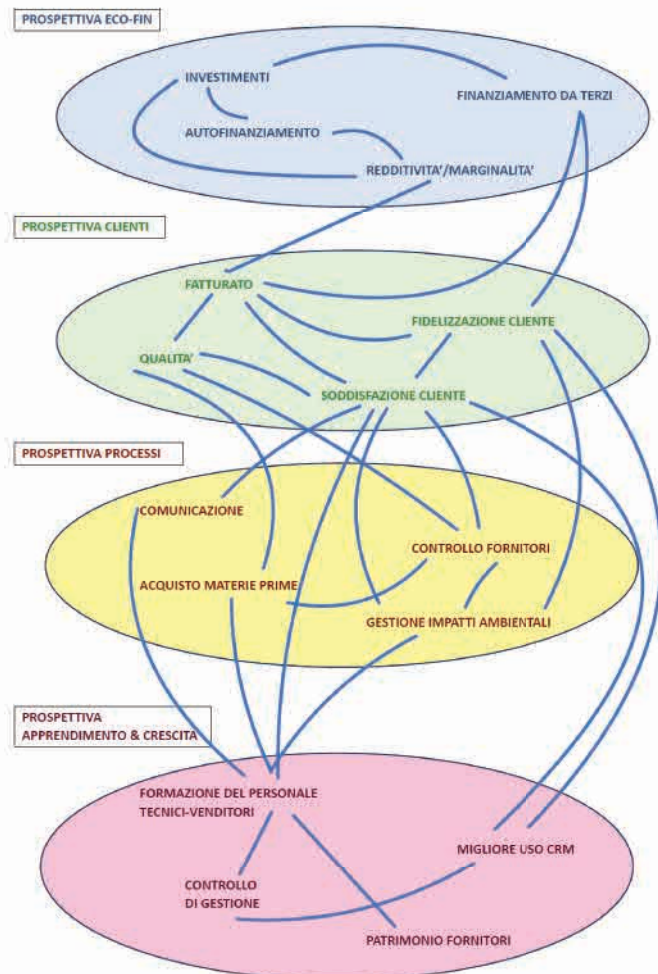 PROSPETTIVA ECO-FIN
INVESTIMENTI
FINANZIAMENTO DA TERZI
AUTOFINANZIAMENTO
REDDITIVITA'/MARGINALITA'
PROSPETTIVA CLIENTI
FATTURATO
FIDELIZZAZIONE CLIENTE
QUALITA'
SODDISFAZIONE CLIENTE
PROSPETTIVA PROCESSI
COMUNICAZIONE
CONTROLLO FORNITORI
ACQUISTO MATERIE PRIME
GESTIONE IMPATTI AMBIENTALI
PROSPETTIVA
APPRENDIMENTO & CRESCITA
FORMAZIONE DEL PERSONALE
TECNICI-VENDITORI
MIGLIORE USO CRM
CONTROLLO
DI GESTIONE
PATRIMONIO FORNITORI